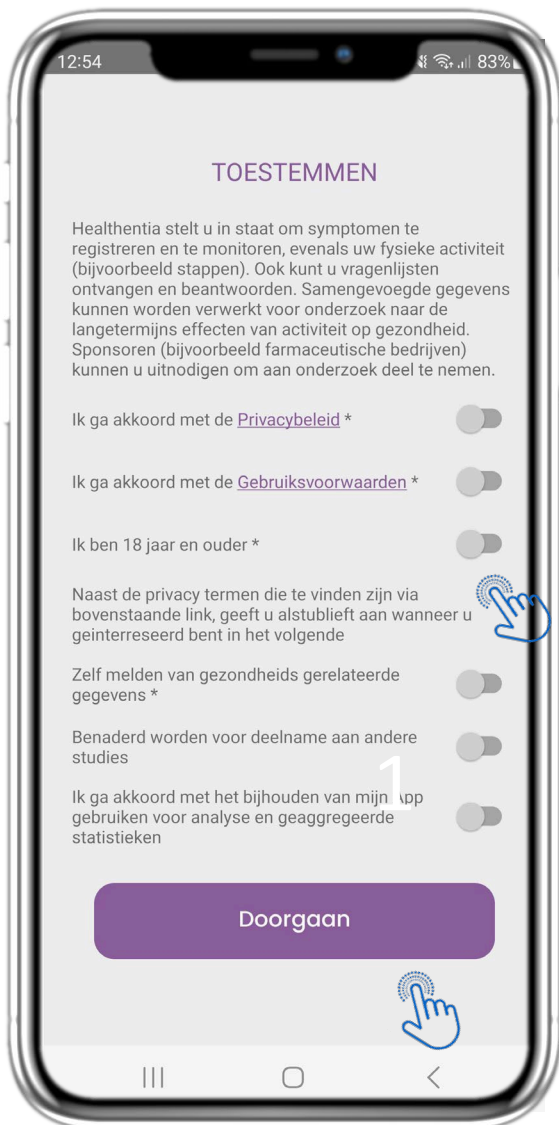 12:54 83%
TOESTEMMEN
Healthentia stelt u in staat om symptomen te
registreren en te monitoren, evenals uw fysieke activiteit
(bijvoorbeeld stappen). Ook kunt u vragenlijsten
ontvangen en beantwoorden. Samengevoegde gegevens
kunnen worden verwerkt voor onderzoek naar de
langetermijns effecten van activiteit op gezondheid.
Sponsoren (bijvoorbeeld farmaceutische bedrijven)
kunnen u uitnodigen om aan onderzoek deel te nemen.
Ik ga akkoord met de Privacybeleid *
Ik ga akkoord met de Gebruiksvoorwaarden *
Ik ben 18 jaar en ouder *
Naast de privacy termen die te vinden zijn via
bovenstaande link, geeft u alstublieft aan wanneer u
geinterreseerd bent in het volgende
Zelf melden van gezondheids gerelateerde
gegevens *
Benaderd worden voor deelname aan andere
studies
1
Ik ga akkoord met het bijhouden van mijn App
gebruiken voor analyse en geaggregeerde
statistieken
Doorgaan